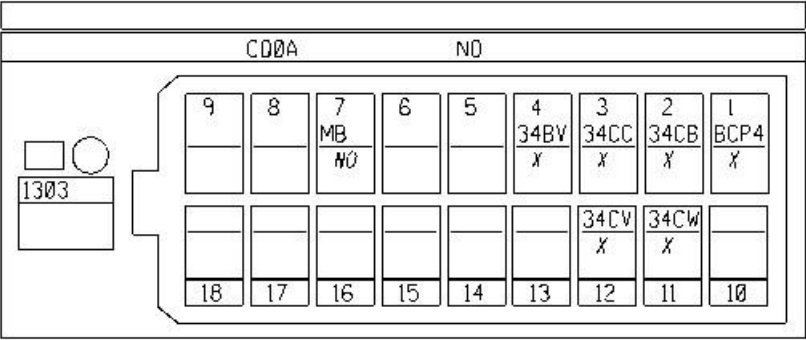 CD0A NO
9 8 7 6 5 4 3 2 1
MB 34BV 34CC 34CB BCP4
NO X X X X
1303
34CV 34CW
X X
18 17 16 15 14 13 12 11 10